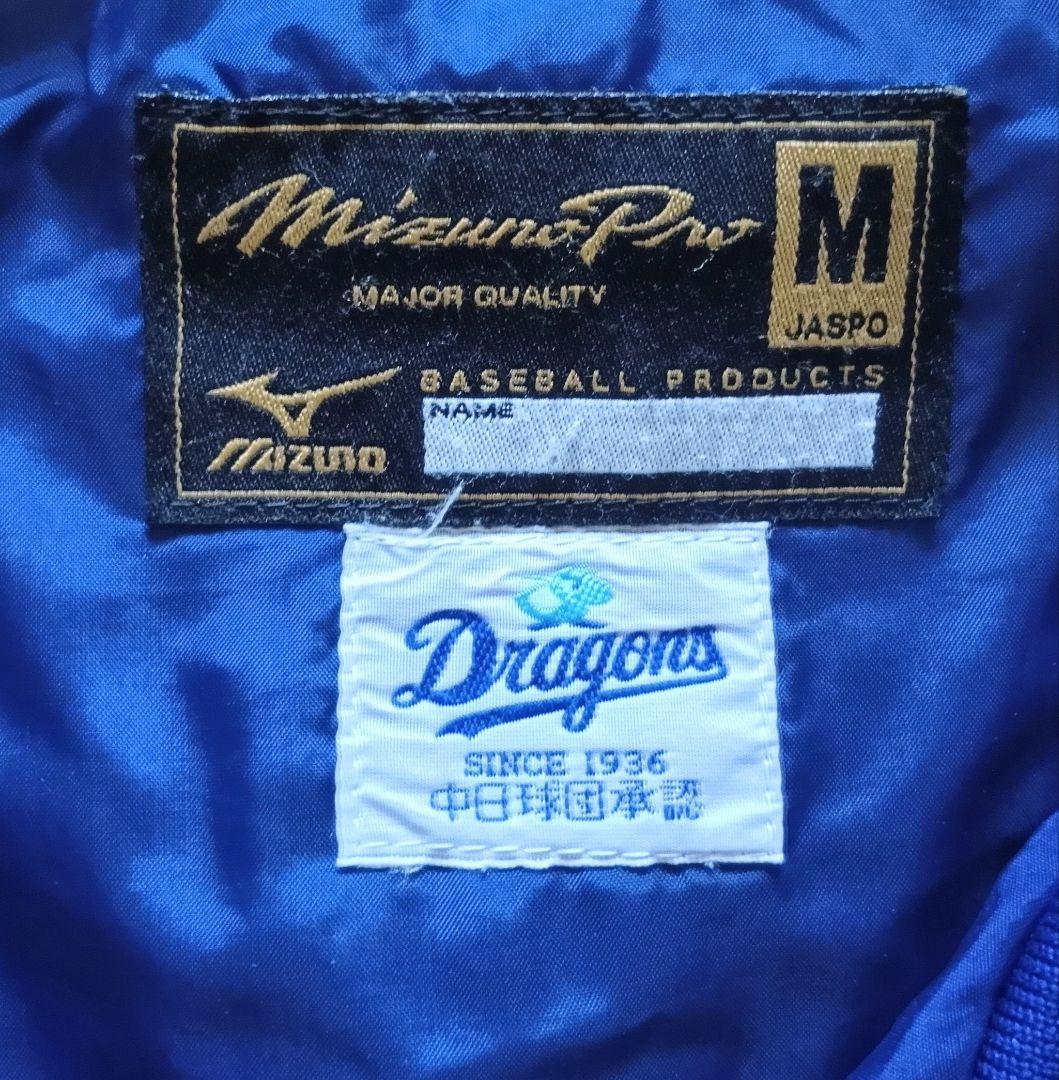 Mizuno Pro
M
JASPO
MAJOR QUALITY
BASEBALL PRODUCTS
NAME
MIZUNO
Dragons
SINCE 1936
中日球団承認